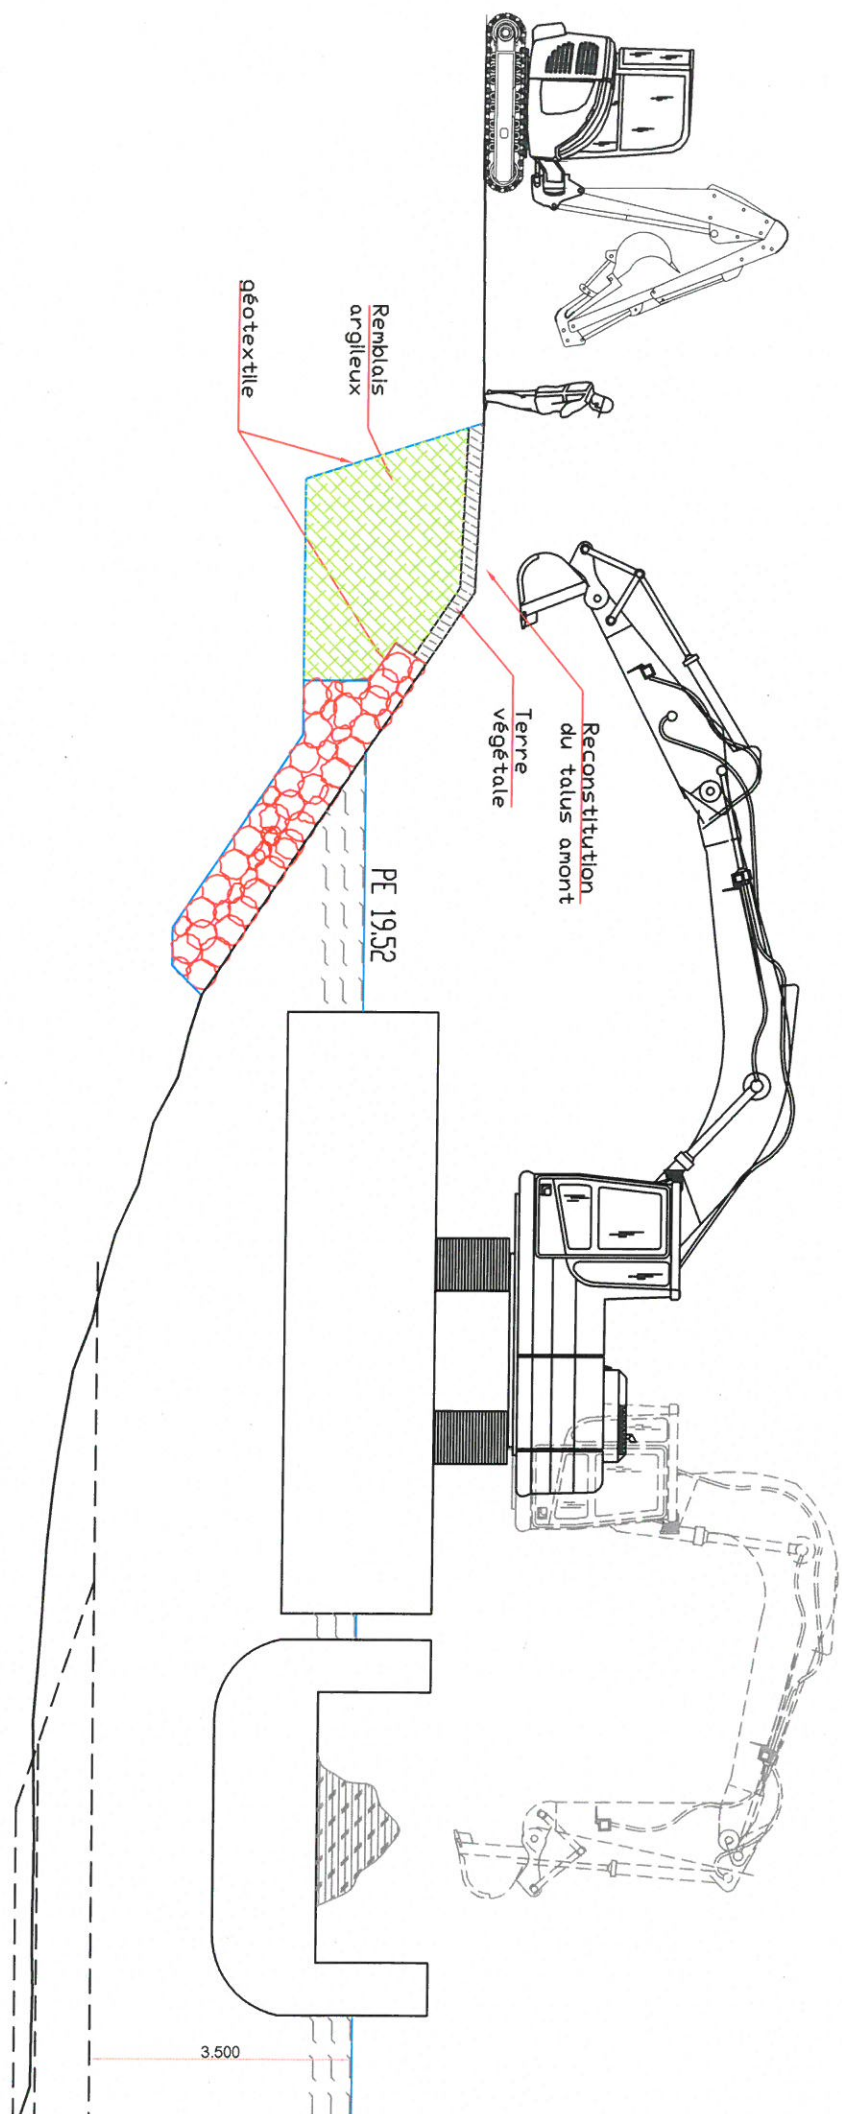 géotextile
Remblais
argileux
Reconstitution
du talus amont
Terre
végétale
PE 19.52
3.500